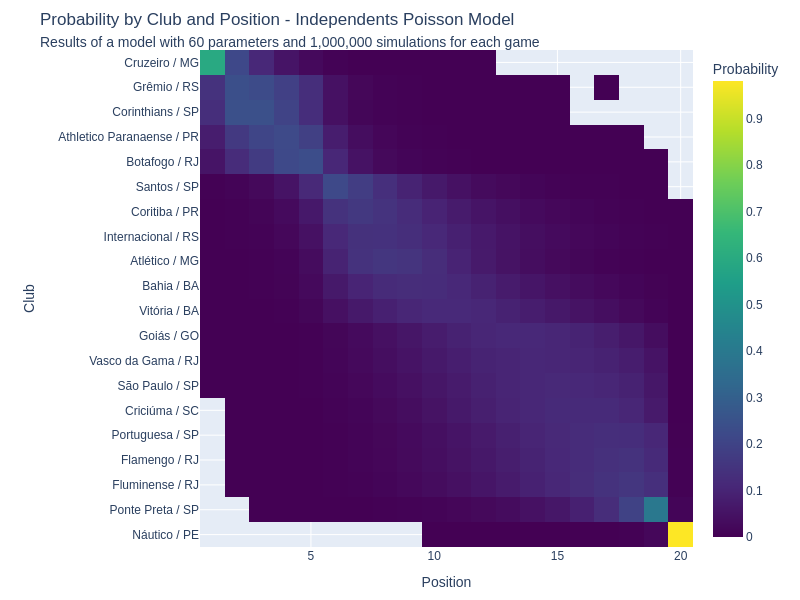 Probability by Club and Position - Independents Poisson Model
Results of a model with 60 parameters and 1,000,000 simulations for each game
Probability
Cruzeiro / MG
Grêmio / RS
Corinthians / SP
Athletico Paranaense / PR
Botafogo / RJ
Santos / SP
Coritiba / PR
Internacional / RS
Atlético / MG
Bahia / BA
Vitória / BA
Goiás / GO
Vasco da Gama / RJ
São Paulo / SP
Criciúma / SC
Portuguesa / SP
Flamengo / RJ
Fluminense / RJ
Ponte Preta / SP
Náutico / PE
Club
5
10
15
20
Position
0.9
0.8
0.7
0.6
0.5
0.4
0.3
0.2
0.1
0